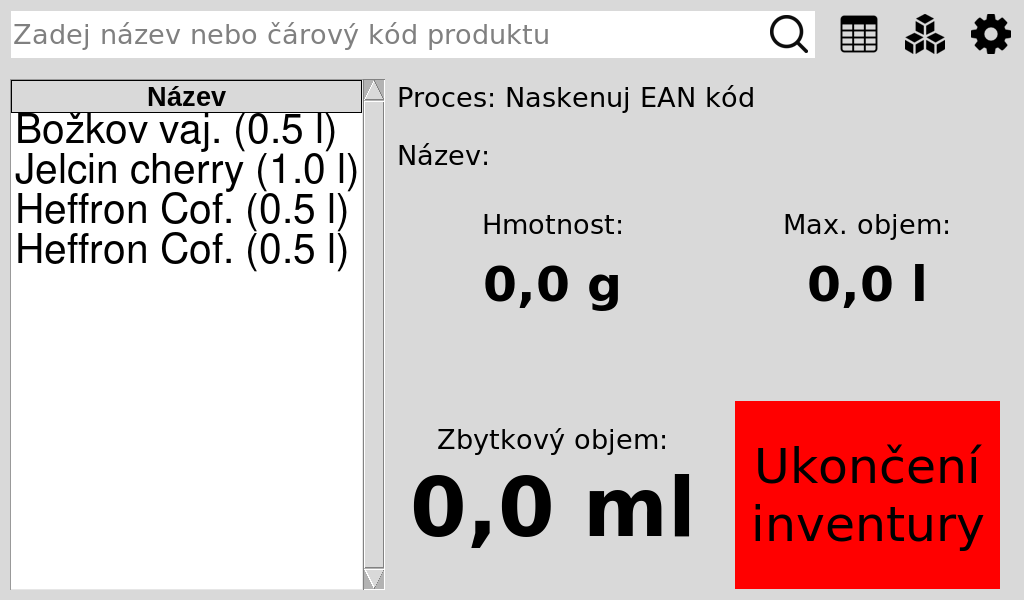 Zadej název nebo čárový kód produktu
Název
Božkov vaj. (0.5 l)
Jelcin cherry (1.0 l)
Heffron Cof. (0.5 l)
Heffron Cof. (0.5 l)
Proces: Naskenuj EAN kód
Název:
Hmotnost:
0,0 g
Max. objem:
0,0 l
Zbytkový objem:
0,0 ml
Ukončení
inventury